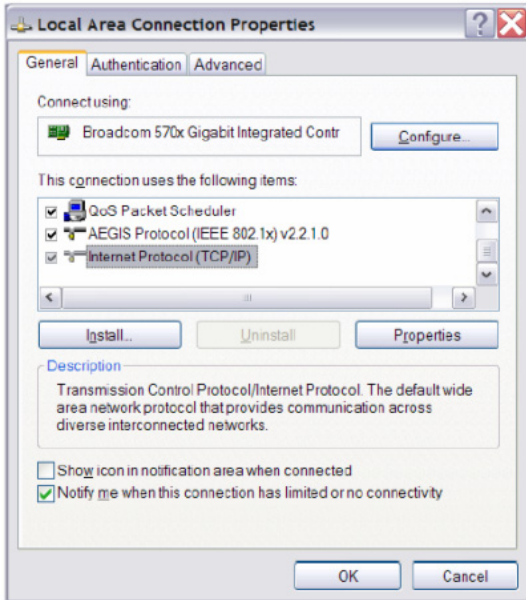 Local Area Connection Properties
General Authentication Advanced
Connect using:
Broadcom 570x Gigabit Integrated Contr
Configure...
This connection uses the following items:
QoS Packet Scheduler
AEGIS Protocol (IEEE 802.1x) v2.2.1.0
Internet Protocol (TCP/IP)
Install... Uninstall Properties
Description
Transmission Control Protocol/Internet Protocol. The default wide
area network protocol that provides communication across
diverse interconnected networks.
Show icon in notification area when connected
Notify me when this connection has limited or no connectivity
OK Cancel